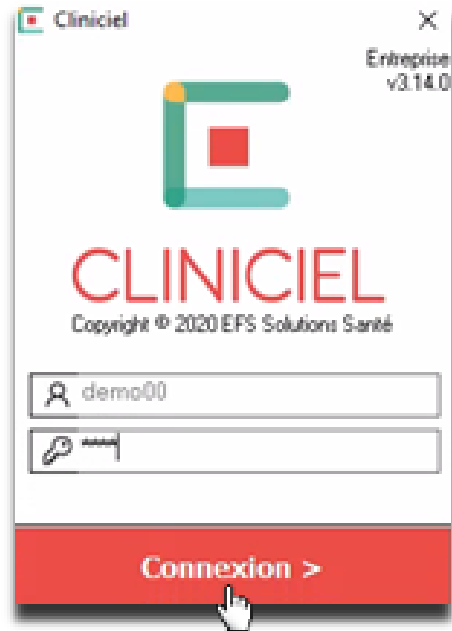 Cliniciel
Entreprise
v3.14.0
CLINICIEL
Copyright © 2020 EFS Solutions Santé
demo00
****
Connexion >